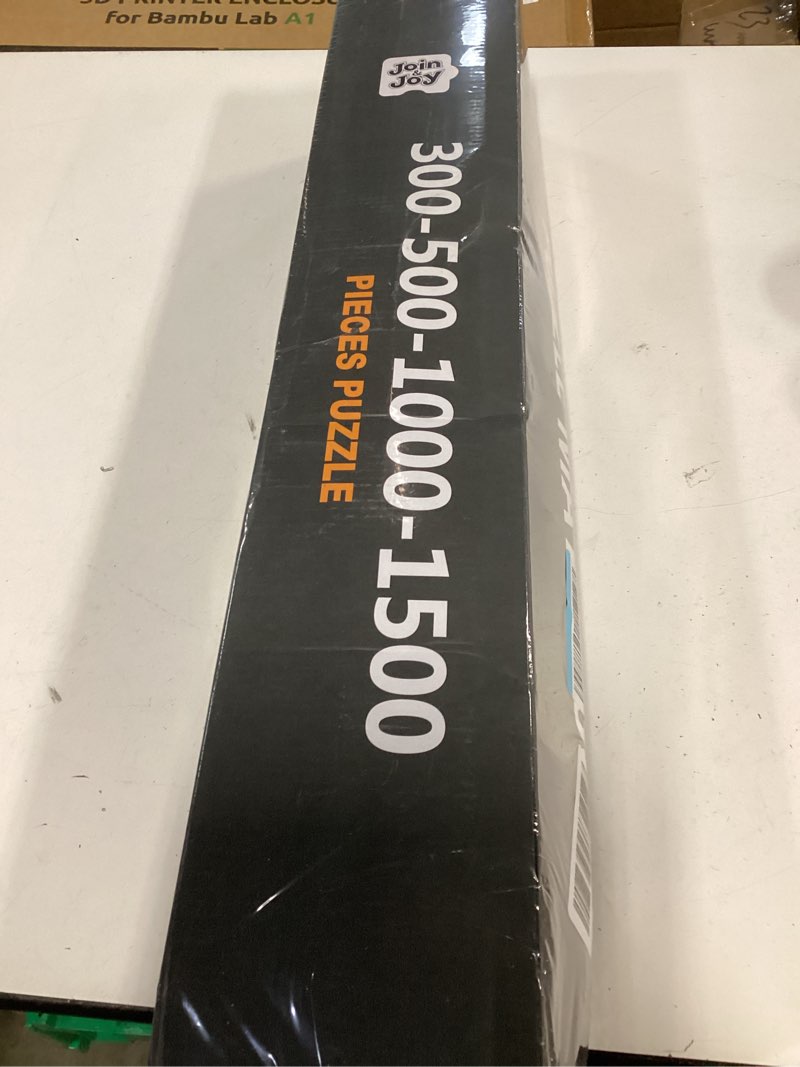 for Bambu Lab A1
Join
&
Joy
300-500-1000-1500
PIECES PUZZLE